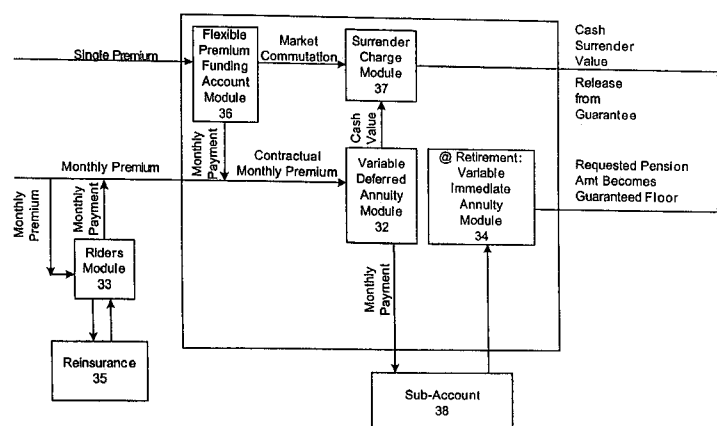 Single Premium
Flexible
Premium
Funding
Account
Module
36
Market
Commutation
Surrender
Charge
Module
37
Cash
Surrender
Value
Release
from
Guarantee
Monthly Payment
Cash
Value
Monthly Premium
Contractual
Monthly Premium
Variable
Deferred
Annuity
Module
32
@ Retirement:
Variable
Immediate
Annuity
Module
34
Requested Pension
Amt Becomes
Guaranteed Floor
Monthly
Premium
Monthly
Payment
Riders
Module
33
Monthly
Payment
Reinsurance
35
Sub-Account
38